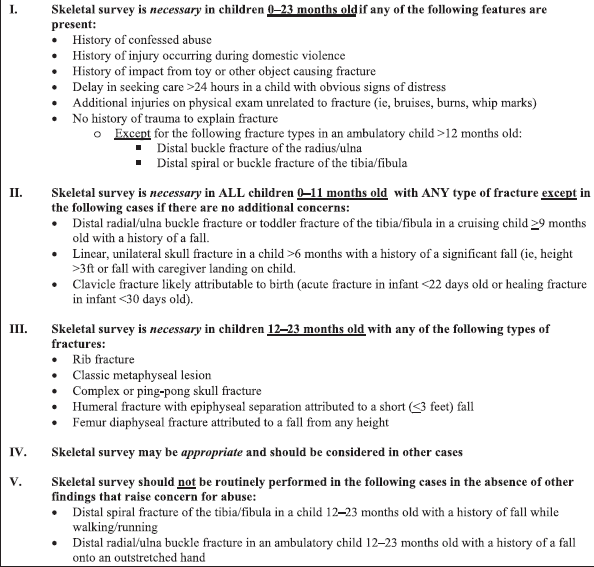 I. Skeletal survey is necessary in children 0–23 months old if any of the following features are
present:
• History of confessed abuse
• History of injury occurring during domestic violence
• History of impact from toy or other object causing fracture
• Delay in seeking care >24 hours in a child with obvious signs of distress
• Additional injuries on physical exam unrelated to fracture (ie, bruises, burns, whip marks)
• No history of trauma to explain fracture
o Except for the following fracture types in an ambulatory child >12 months old:
▪ Distal buckle fracture of the radius/ulna
▪ Distal spiral or buckle fracture of the tibia/fibula
II. Skeletal survey is necessary in ALL children 0–11 months old with ANY type of fracture except in
the following cases if there are no additional concerns:
• Distal radial/ulna buckle fracture or toddler fracture of the tibia/fibula in a cruising child ≥9 months
old with a history of a fall.
• Linear, unilateral skull fracture in a child >6 months with a history of a significant fall (ie, height
>3ft or fall with caregiver landing on child.
• Clavicle fracture likely attributable to birth (acute fracture in infant <22 days old or healing fracture
in infant <30 days old).
III. Skeletal survey is necessary in children 12–23 months old with any of the following types of
fractures:
• Rib fracture
• Classic metaphyseal lesion
• Complex or ping-pong skull fracture
• Humeral fracture with epiphyseal separation attributed to a short (≤3 feet) fall
• Femur diaphyseal fracture attributed to a fall from any height
IV. Skeletal survey may be appropriate and should be considered in other cases
V. Skeletal survey should not be routinely performed in the following cases in the absence of other
findings that raise concern for abuse:
• Distal spiral fracture of the tibia/fibula in a child 12–23 months old with a history of fall while
walking/running
• Distal radial/ulna buckle fracture in an ambulatory child 12–23 months old with a history of a fall
onto an outstretched hand